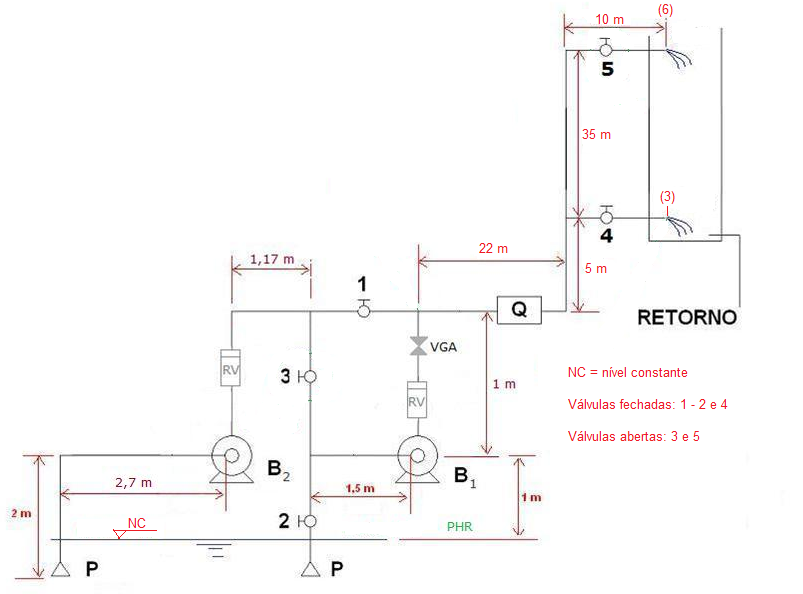 (6)
10 m
5
35 m
(3)
4
22 m
1,17 m
5 m
1
Q
RETORNO
VGA
RV
3
RV
1 m
NC = nível constante
Válvulas fechadas: 1 - 2 e 4
Válvulas abertas: 3 e 5
B2
B1
2,7 m
1,5 m
1 m
2 m
NC
2
PHR
P
P